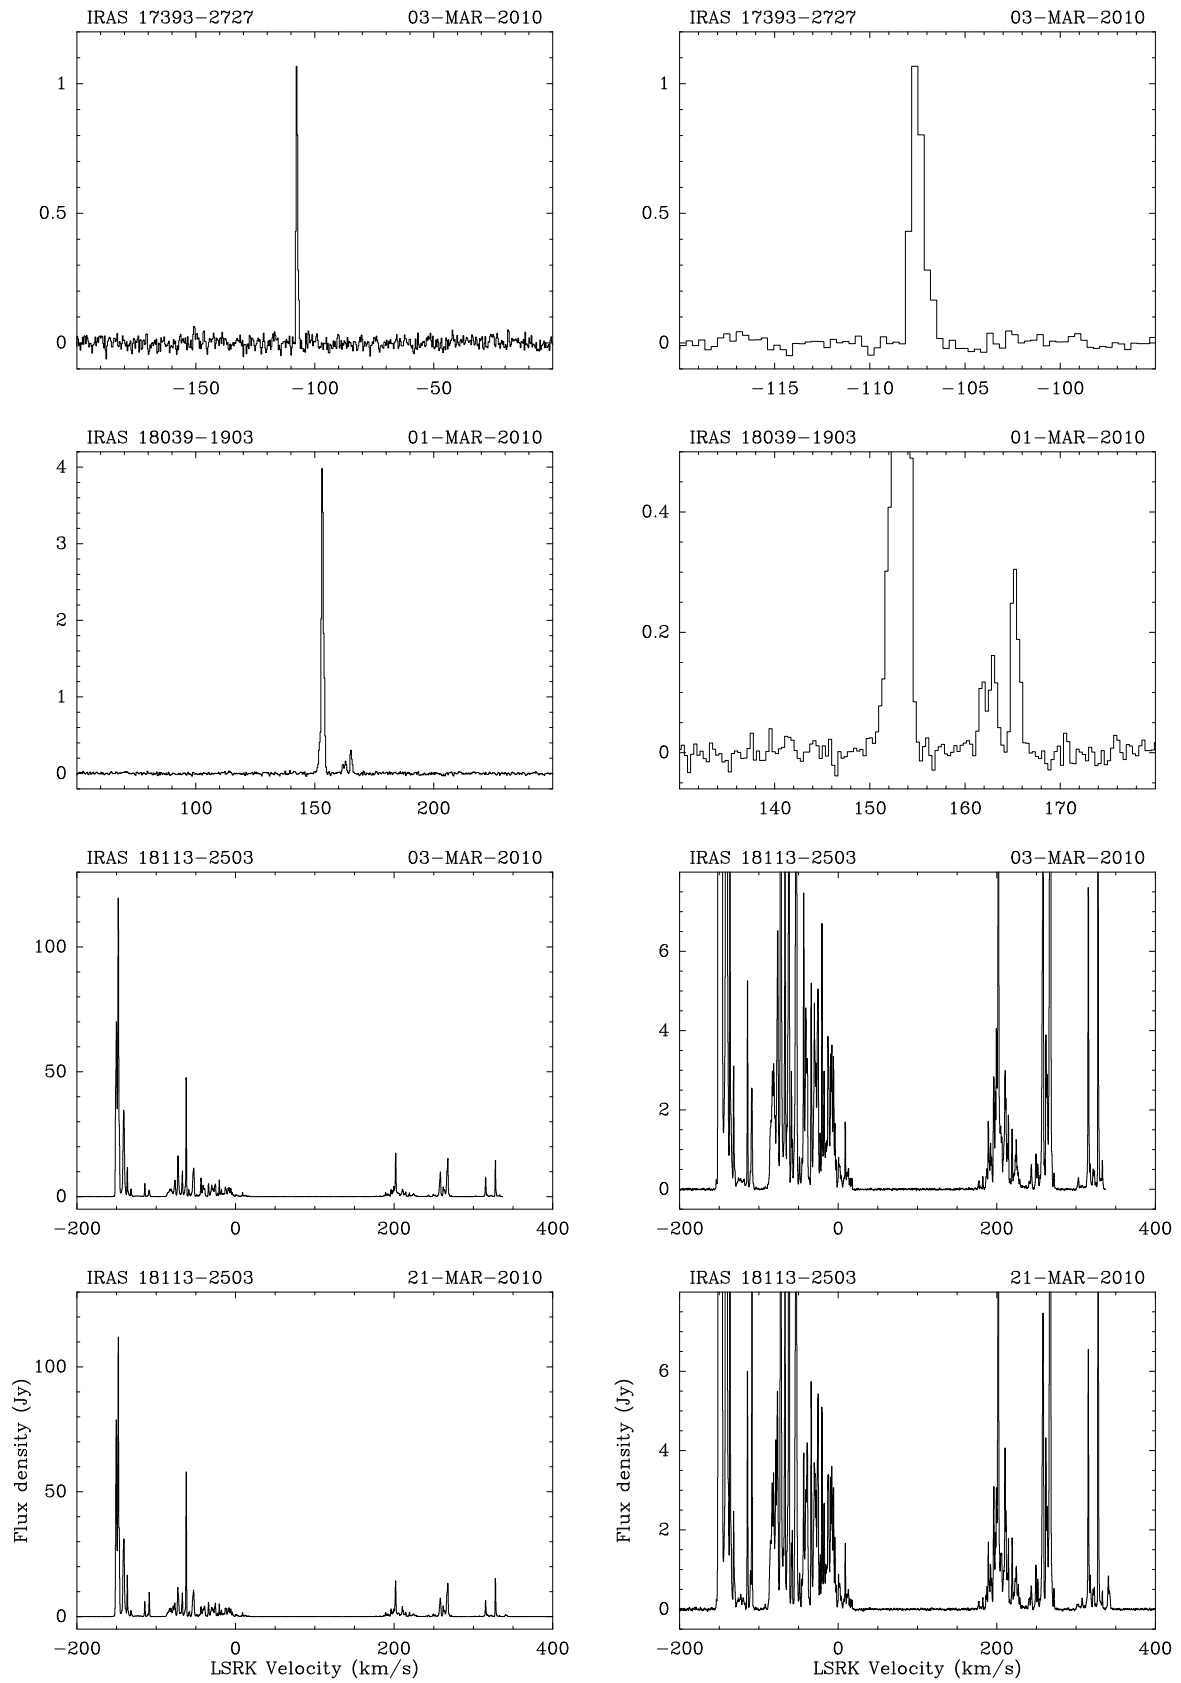 IRAS 17393−2727 03−MAR−2010 IRAS 17393−2727 03−MAR−2010
1 1
0.5 0.5
0 0
−150 −100 −50 −115 −110 −105 −100
IRAS 18039−1903 01−MAR−2010 IRAS 18039−1903 01−MAR−2010
4
3 0.4
2 0.2
1
0 0
100 150 200 140 150 160 170
IRAS 18113−2503 03−MAR−2010 IRAS 18113−2503 03−MAR−2010
100 6
50 4
2
0 0
−200 0 200 400 −200 0 200 400
IRAS 18113−2503 21−MAR−2010 IRAS 18113−2503 21−MAR−2010
100 6
50 4
2
0 0
Flux density (Jy) Flux density (Jy)
−200 0 200 400 −200 0 200 400
LSRK Velocity (km/s) LSRK Velocity (km/s)